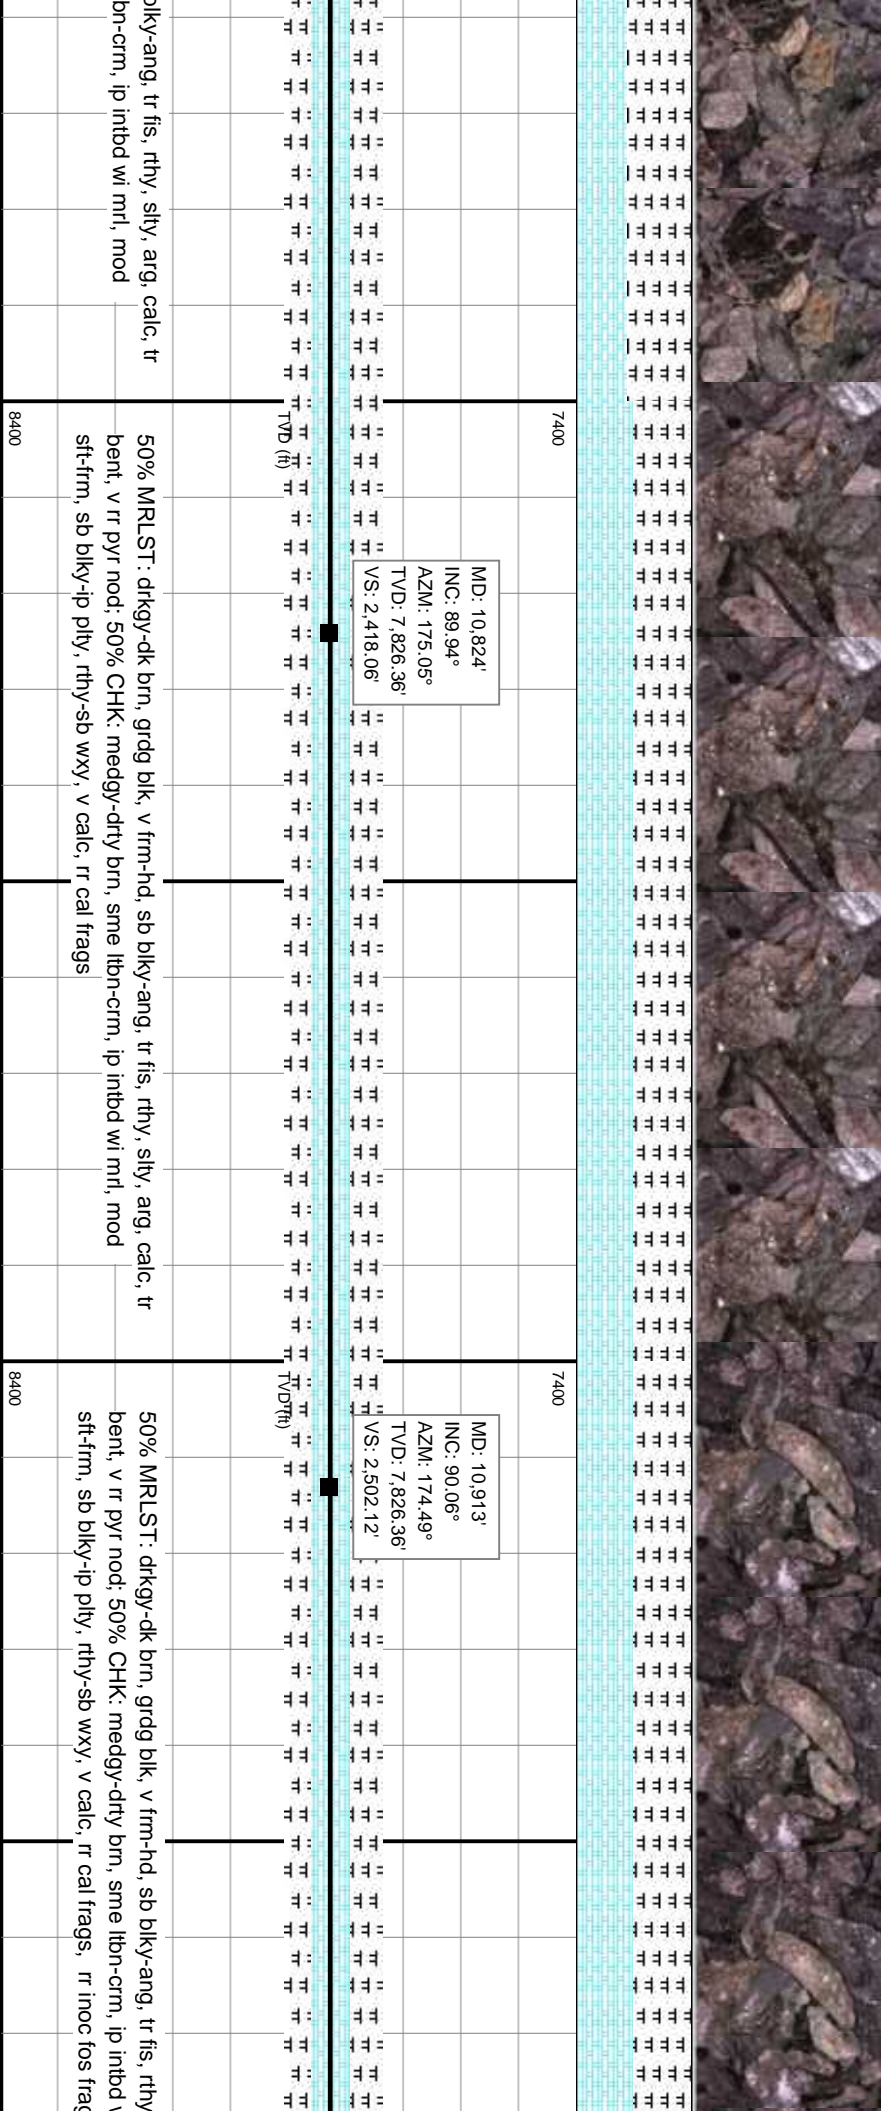 blky-ang, tr fis, rthy, slty, arg, calc, tr
bn-crm, ip intbd wi mrl, mod
7400
TVD (ft)
8400
MD: 10,824'
INC: 89.94°
AZM: 175.05°
TVD: 7,826.36'
VS: 2,418.06'
50% MRLST: drkgy-dk brn, grdg blk, v frm-hd, sb blky-ang, tr fis, rthy, slty, arg, calc, tr
bent, v rr pyr nod; 50% CHK: medgy-drty brn, sme ltbn-crm, ip intbd wi mrl, mod
sft-frm, sb blky-ip plty, rthy-sb wxy, v calc, rr cal frags
7400
TVD (ft)
8400
MD: 10,913'
INC: 90.06°
AZM: 174.49°
TVD: 7,826.36'
VS: 2,502.12'
50% MRLST: drkgy-dk brn, grdg blk, v frm-hd, sb blky-ang, tr fis, rthy
bent, v rr pyr nod; 50% CHK: medgy-drty brn, sme ltbn-crm, ip intbd
sft-frm, sb blky-ip plty, rthy-sb wxy, v calc, rr cal frags, rr inoc fos frag